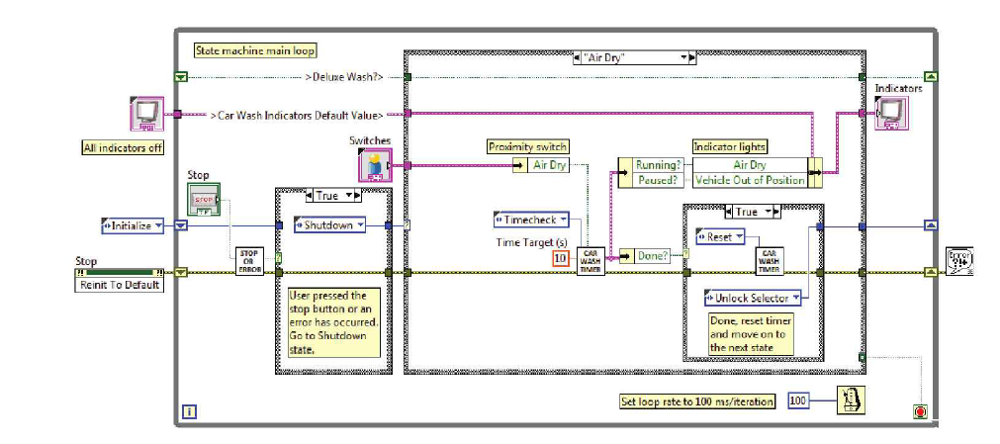 State machine main loop
"Air Dry"
>Deluxe Wash?>
Indicators
>Car Wash Indicators Default Value>
All indicators off
Switches
Proximity switch
Indicator lights
Air Dry
Running?
Air Dry
Paused?
Vehicle Out of Position
Stop
STOP
TF
True
True
Initialize
Shutdown
Timecheck
Reset
Time Target (s)
10
STOP
OR
ERROR
CAR
WASH
TIMER
Done?
CAR
WASH
TIMER
Stop
Reinit To Default
Error
?!
Unlock Selector
User pressed the
stop button or an
error has occurred.
Go to Shutdown
state.
Done, reset timer
and move on to
the next state
Set loop rate to 100 ms/iteration
100
i